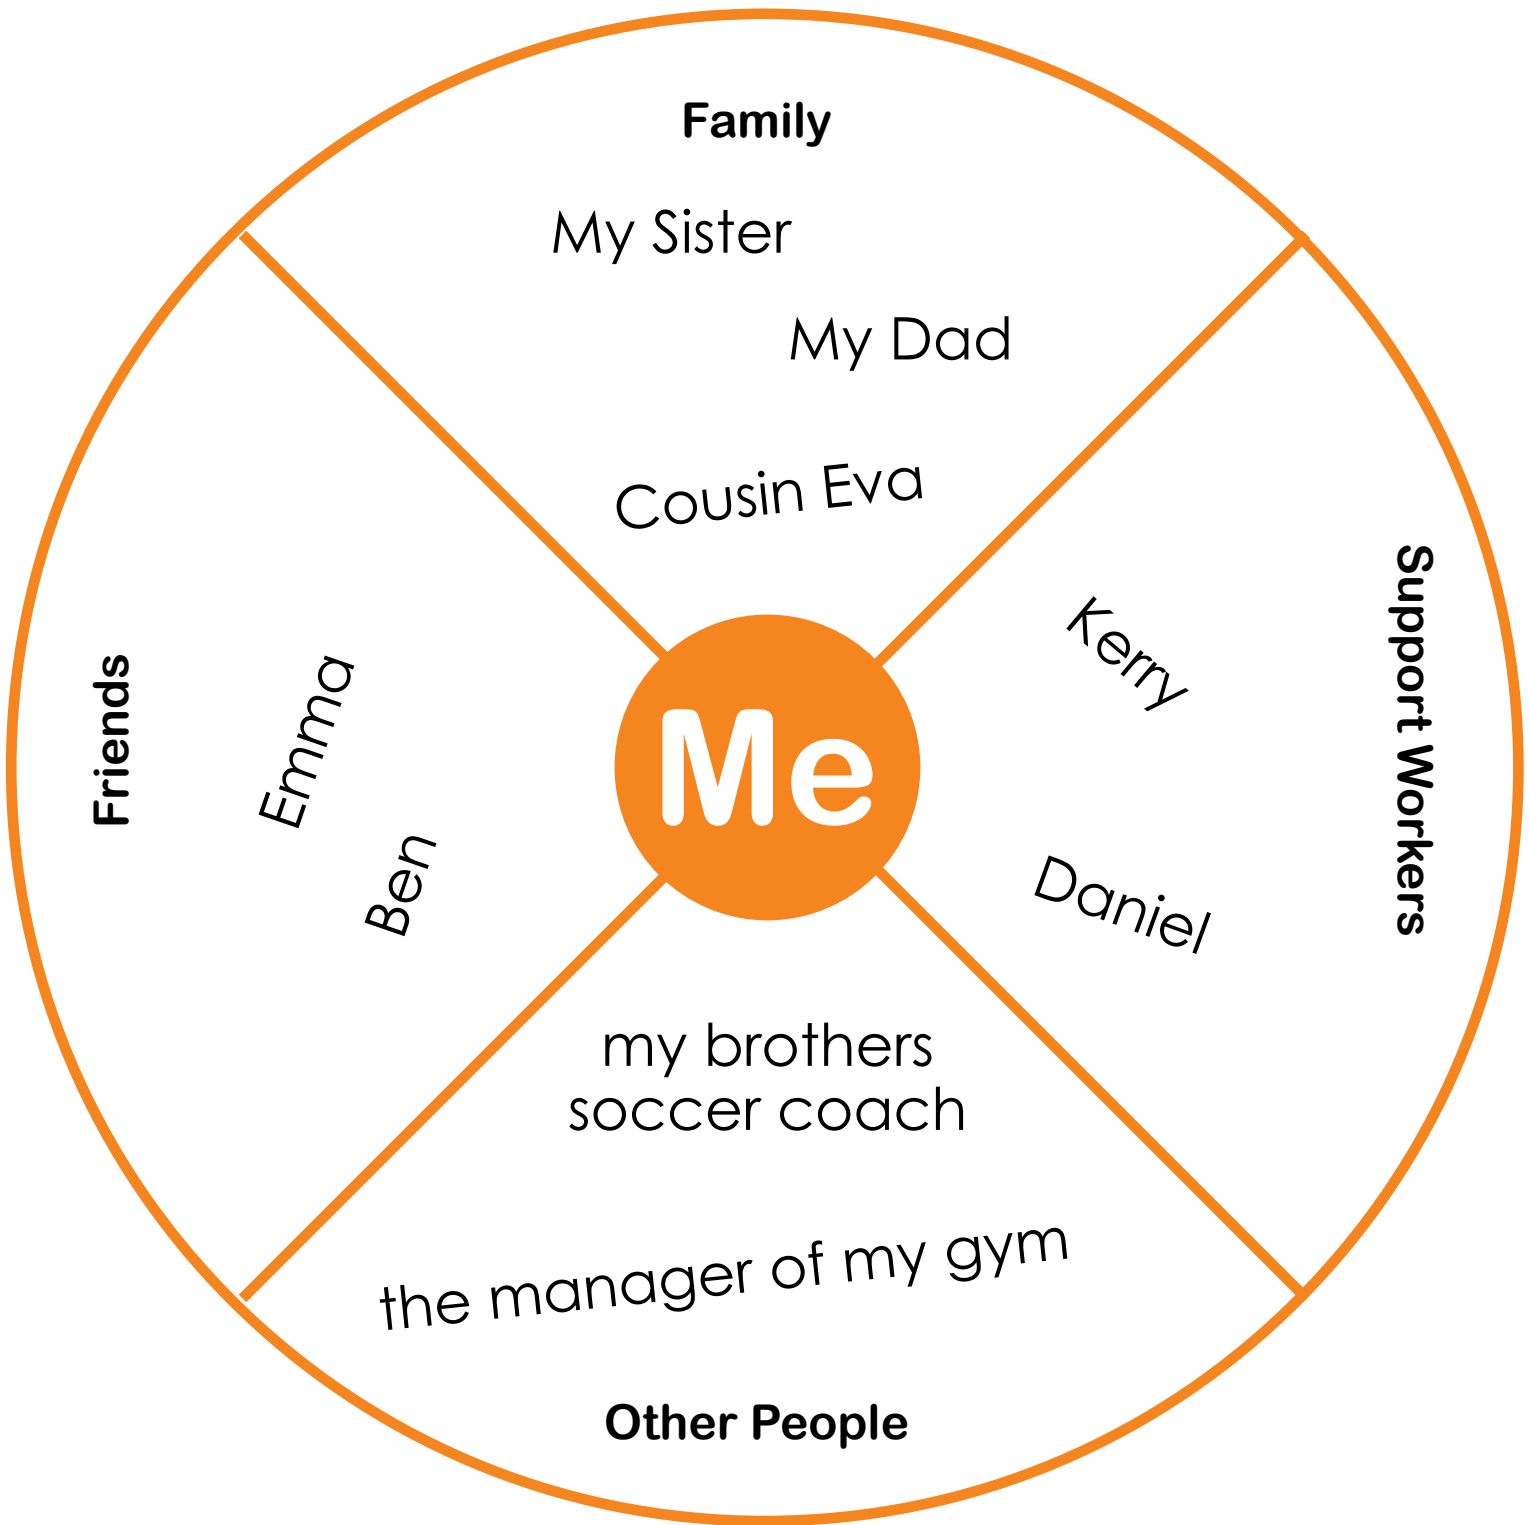 Family
My Sister
My Dad
Cousin Eva
Friends
Emma
Ben
Me
Kerry
Daniel
Support Workers
my brothers
soccer coach
the manager of my gym
Other People